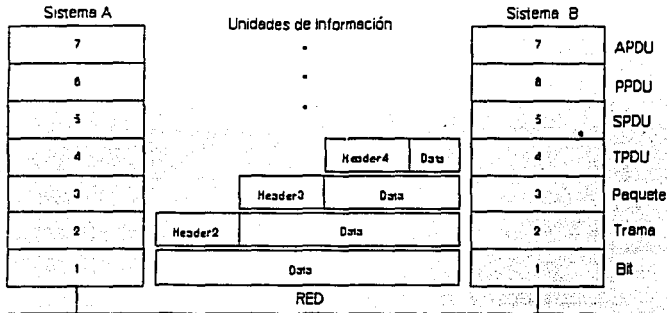 Sistema A
Unidades de Información
Sistema B
7
7
APDU
6
6
PPDU
5
5
SPDU
4
Header4
Data
4
TPDU
3
Header3
Data
3
Paquete
2
Header2
Data
2
Trama
1
Data
1
Bit
RED